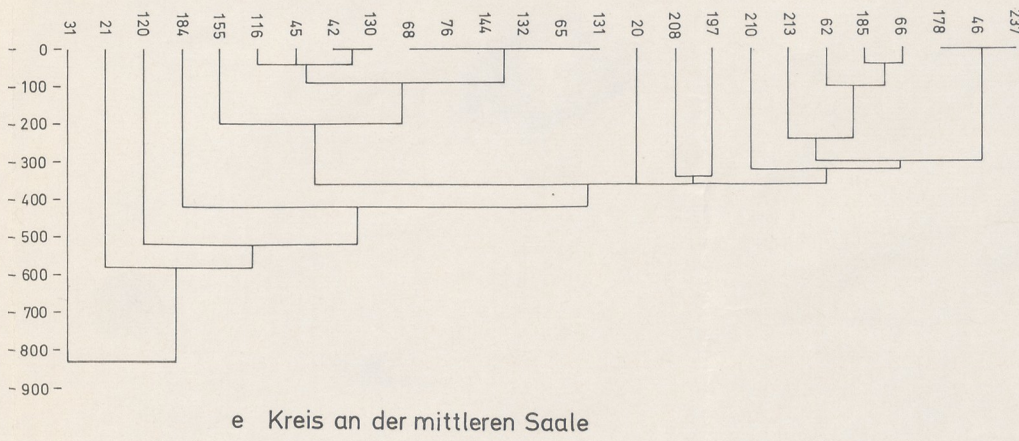 31 21 120 184 155 116 45 42 130 68 76 144 132 65 131 20 208 197 210 213 62 185 66 178 46 237
- 0 -
- 100 -
- 200 -
- 300 -
- 400 -
- 500 -
- 600 -
- 700 -
- 800 -
- 900 -
e Kreis an der mittleren Saale